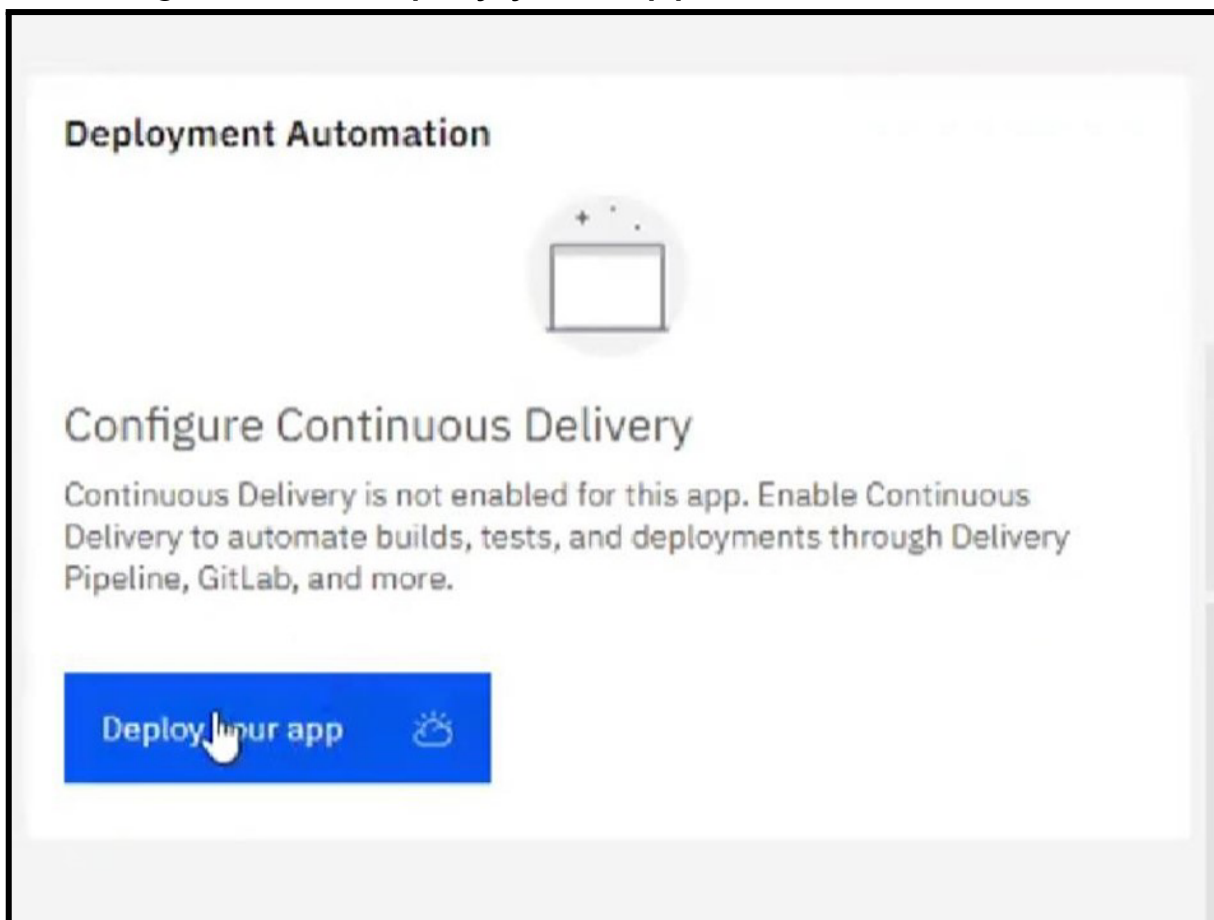 Deployment Automation
Configure Continuous Delivery
Continuous Delivery is not enabled for this app. Enable Continuous
Delivery to automate builds, tests, and deployments through Delivery
Pipeline, GitLab, and more.
Deploy your app